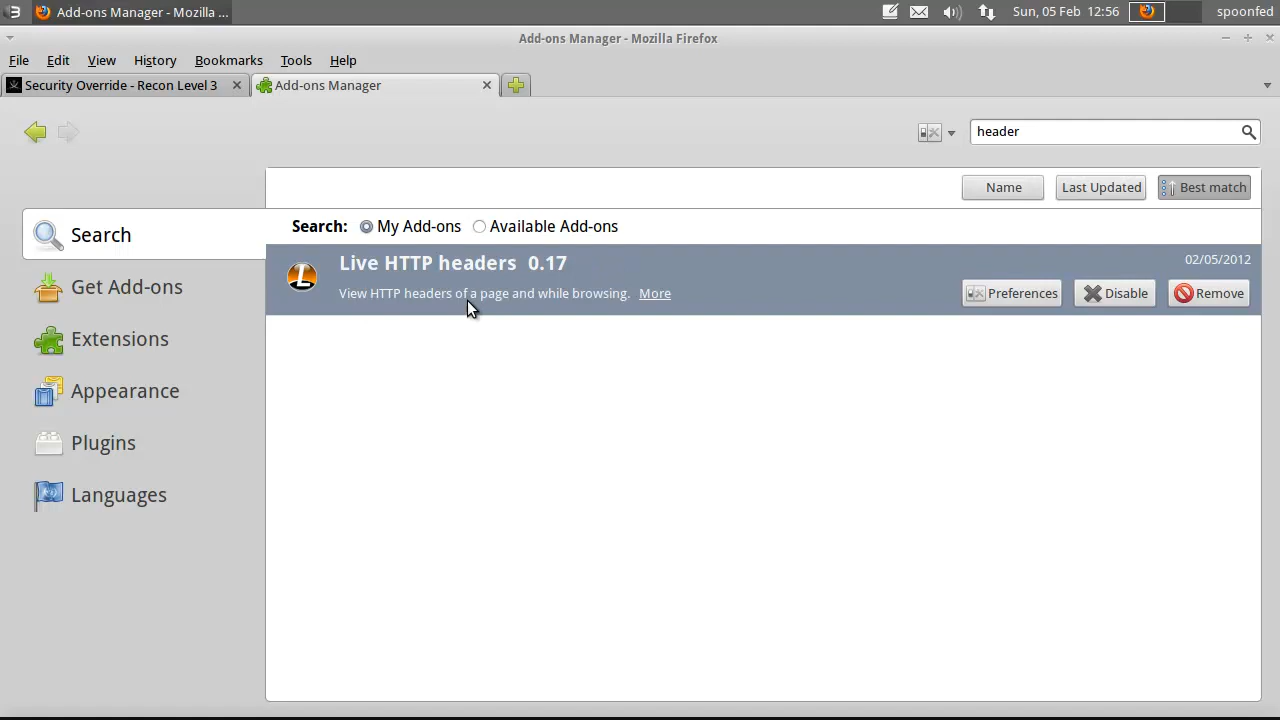 Add-ons Manager - Mozilla ...
Sun, 05 Feb 12:56
spoonfed
Add-ons Manager - Mozilla Firefox
File Edit View History Bookmarks Tools Help
Security Override - Recon Level 3
Add-ons Manager
header
Name
Last Updated
Best match
Search
Search: My Add-ons Available Add-ons
Live HTTP headers 0.17
02/05/2012
View HTTP headers of a page and while browsing. More
Preferences
Disable
Remove
Get Add-ons
Extensions
Appearance
Plugins
Languages